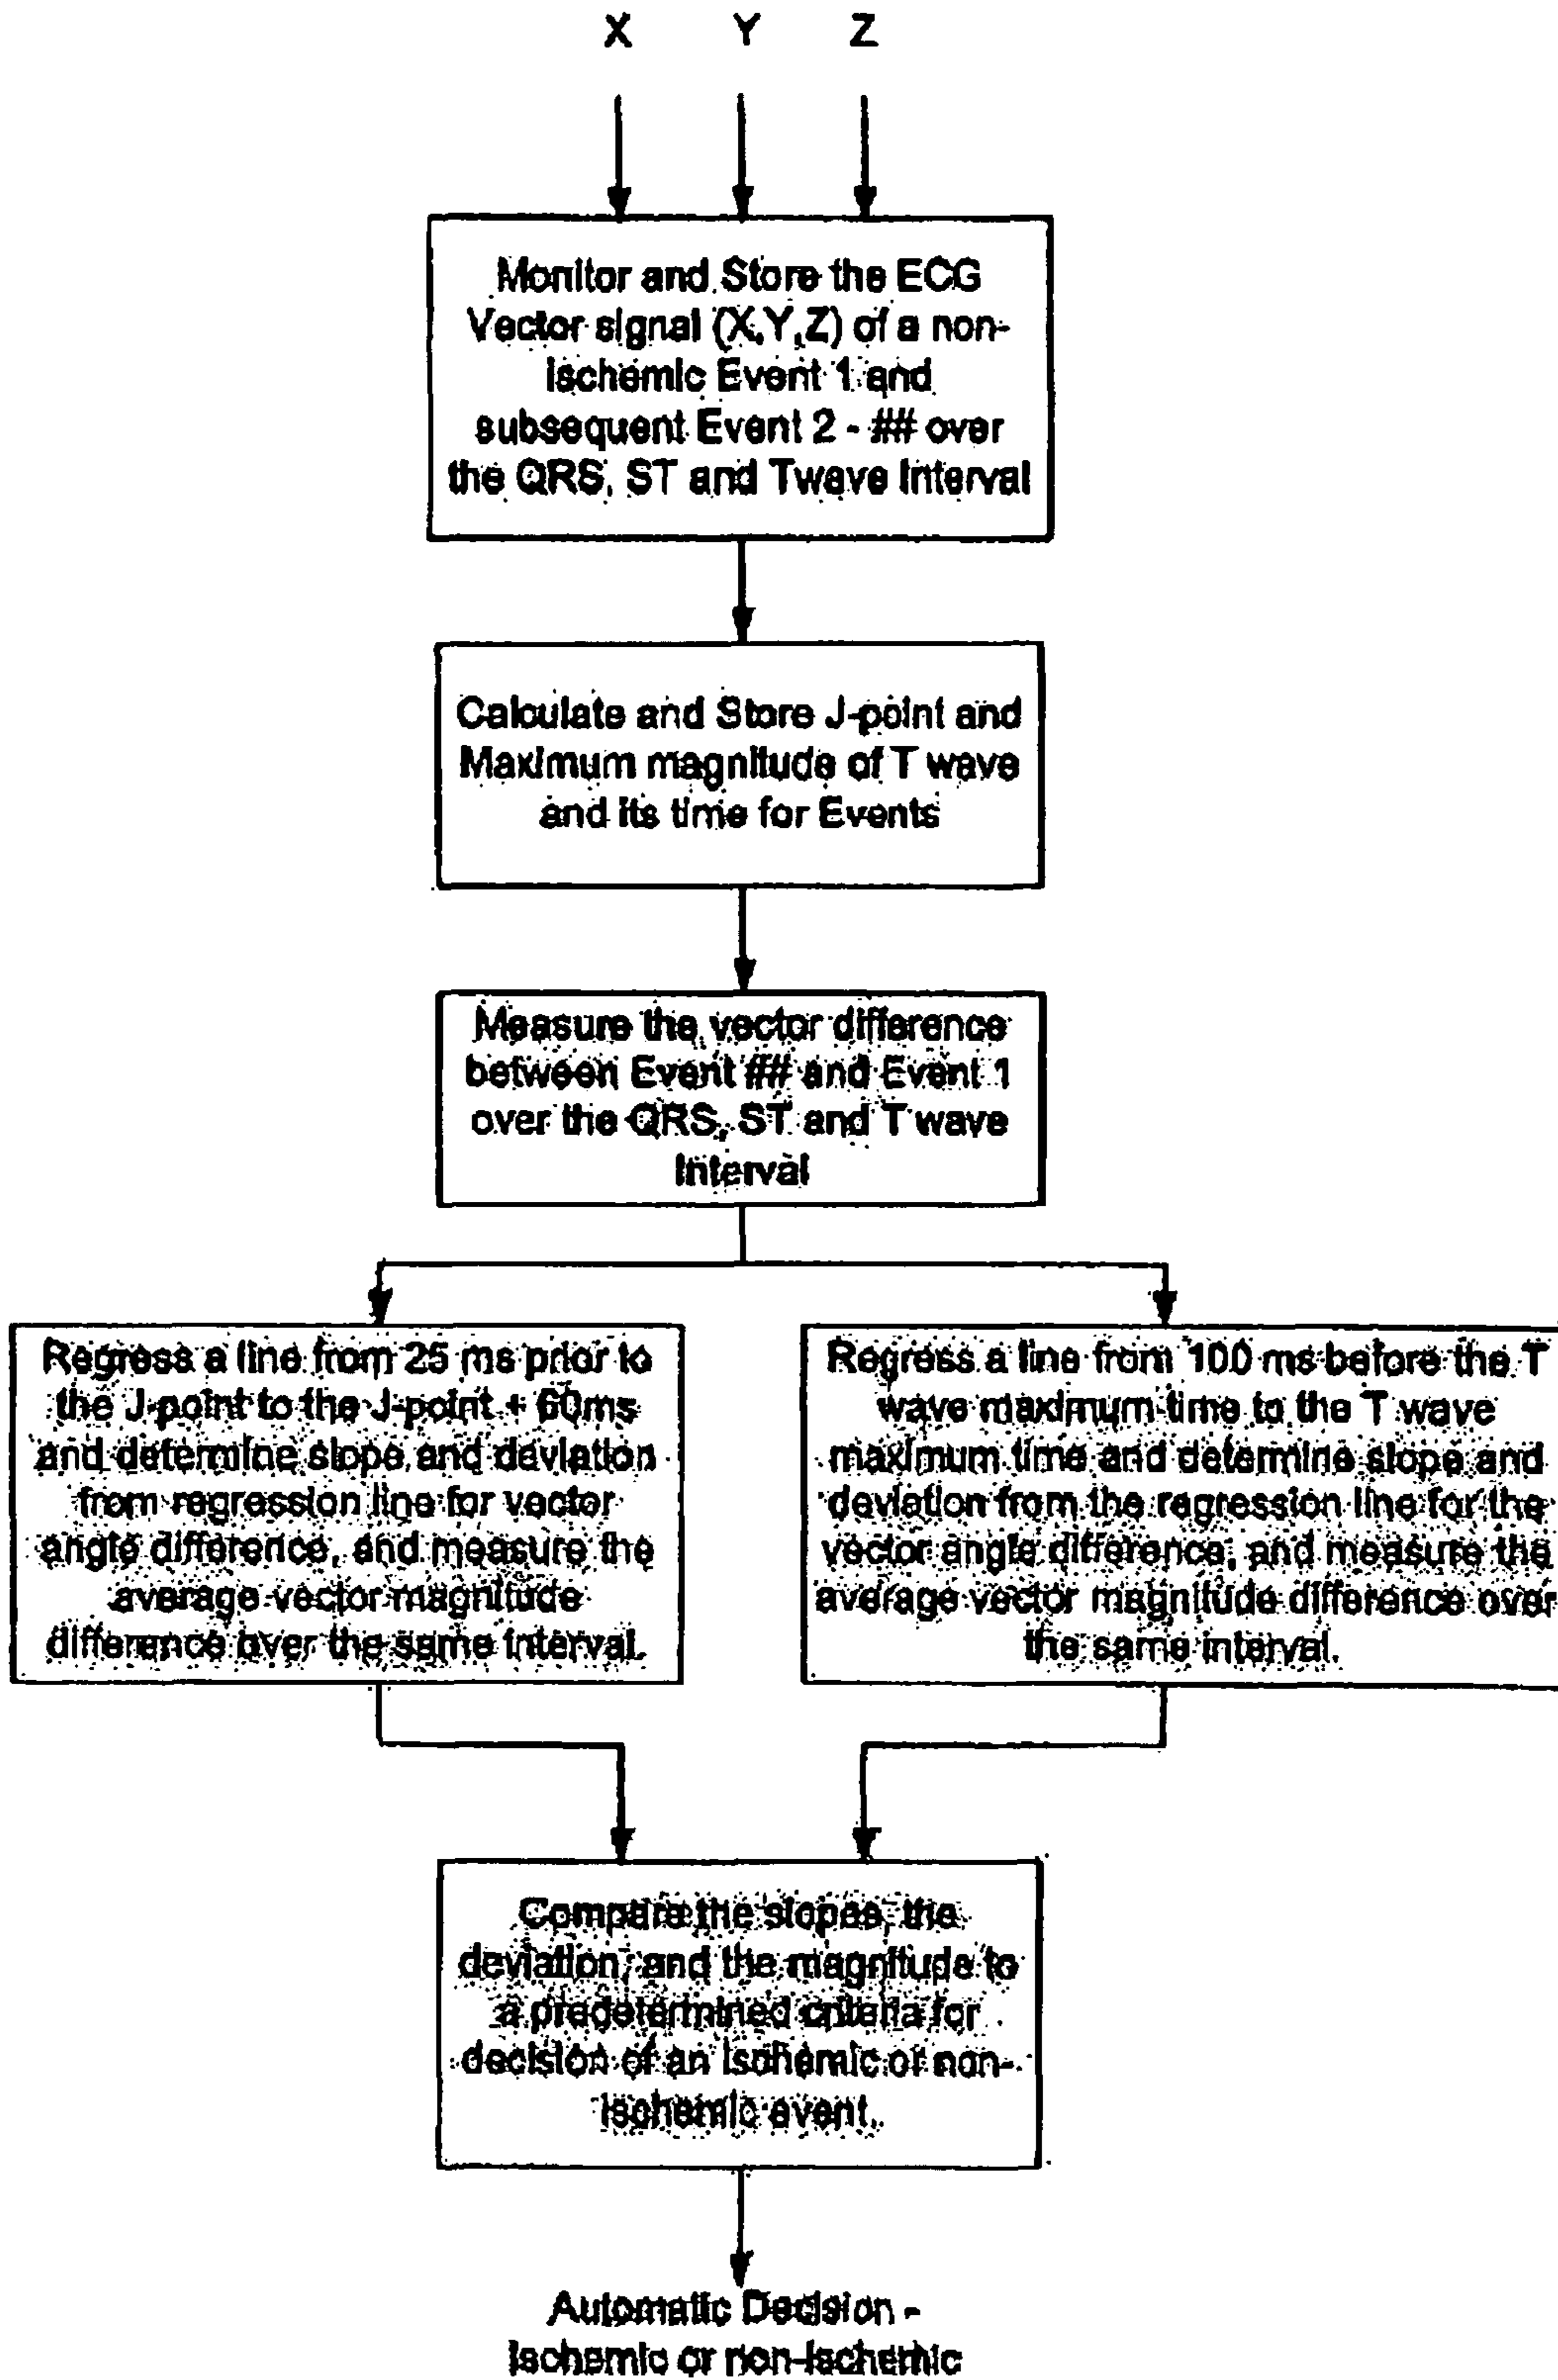 X Y Z
Monitor and Store the ECG
Vector signal (X,Y,Z) of a non-
ischemic Event 1 and
subsequent Event 2 - ## over
the QRS, ST and Twave Interval
Calculate and Store J-point and
Maximum magnitude of T wave
and its time for Events
Measure the vector difference
between Event ## and Event 1
over the QRS, ST and T wave
Interval
Regress a line from 25 ms prior to
the J-point to the J-point + 60ms
and determine slope and deviation
from regression line for vector
angle difference, and measure the
average vector magnitude
difference over the same interval.
Regress a line from 100 ms before the T
wave maximum time to the T wave
maximum time and determine slope and
deviation from the regression line for the
vector angle difference, and measure the
average vector magnitude difference over
the same interval.
Compare the slopes, the
deviation, and the magnitude to
a predetermined criteria for
decision of an ischemic or non-
ischemic event.
Automatic Decision -
Ischemic or non-ischemic